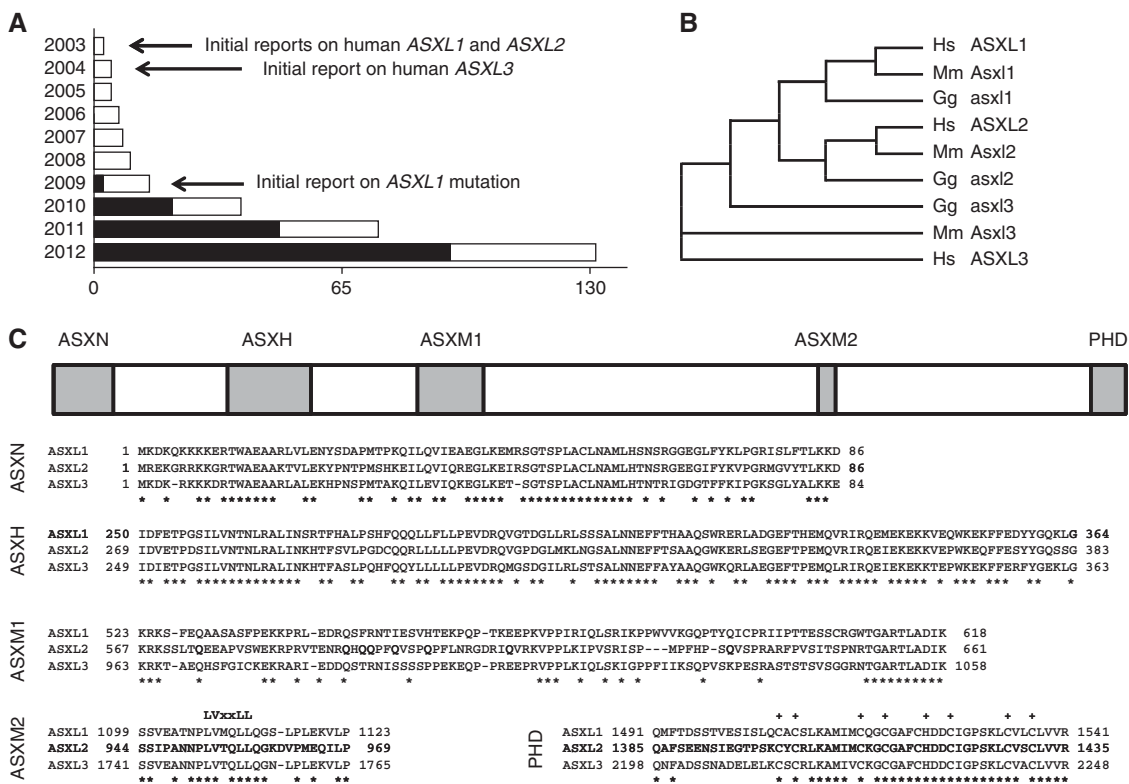 A
2003 Initial reports on human ASXL1 and ASXL2
2004 Initial report on human ASXL3
2005
2006
2007
2008
2009 Initial report on ASXL1 mutation
2010
2011
2012
0 65 130
B
Hs ASXL1
Mm Asxl1
Gg asxl1
Hs ASXL2
Mm Asxl2
Gg asxl2
Gg asxl3
Mm Asxl3
Hs ASXL3
C
ASXN ASXH ASXM1 ASXM2 PHD
ASXN
ASXL1 1 MKDKQKKKKERTWAEAARLVLENYSDAPMTPKQILQVIEAEGLKEMRSGTSPLACLNAMLHSNSRGGEGLFYKLPGRISLFTLKKD 86
ASXL2 1 MREKGRRKKGRTWAEAAKTVLEKYPNTPMSHKEILQVIQREGLKEIRSGTSPLACLNAMLHTNSRGEEGIFYKVPGRMGVYTLKKD 86
ASXL3 1 MKDK-RKKKDRTWAEAARLALEKHPNSPMTAKQILEVIQKEGLKET-SGTSPLACLNAMLHTNTRIGDGTFFKIPGKSGLYALKKE 84
ASXH
ASXL1 250 IDFETPGSILVNTNLRALINSRTFHALPSHFQQQLLFLLPEVDRQVGTDGLLRLSSSALNNEFFTHAAQSWRERLADGEFTHEMQVRIRQEMEKEKKVEQWKEKFFEDYYGQKLG 364
ASXL2 269 IDVETPDSILVNTNLRALINKHTFSVLPGDCQQRLLLLLPEVDRQVGPDGLMKLNGSALNNEFFTSAAQGWKERLSEGEFTPEMQVRIRQEIEKEKKVEPWKEQFFESYYGQSSG 383
ASXL3 249 IDIETPGSILVNTNLRALINKHTFASLPQHFQQYLLLLLPEVDRQMGSDGILRLSTSALNNEFFAYAAQGWKQRLAEGEFTPEMQLRIRQEIEKEKKTEPWKEKFFERFYGEKLG 363
ASXM1
ASXL1 523 KRKS-FEQAASASFPEKKPRL-EDRQSFRNTIESVHTEKPQP-TKEEPKVPPIRIQLSRIKPPWVVKGQPTYQICPRIIPTTESSCRGWTGARTLADIK 618
ASXL2 567 KRKSSLTQEEAPVSWEKRPRVTENRQHQQPFQVSPQPFLNRGDRIQVRKVPPLKIPVSRISP---MPFHP-SQVSPRARFPVSITSPNRTGARTLADIK 661
ASXL3 963 KRKT-AEQHSFGICKEKRARI-EDDQSTRNISSSSPPEKEQP-PREEPRVPPLKIQLSKIGPPFIIKSQPVSKPESRASTSTSVSGGRNTGARTLADIK 1058
ASXM2
LVxxLL
ASXL1 1099 SSVEATNPLVMQLLQGS-LPLEKVLP 1123
ASXL2 944 SSIPANNPLVTQLLQGKDVPMEQILP 969
ASXL3 1741 SSVEANNPLVTQLLQGN-LPLEKVLP 1765
PHD
ASXL1 1491 QMFTDSSTVESISLQCACSLKAMIMCQGCGAFCHDDCIGPSKLCVLCLVVR 1541
ASXL2 1385 QAFSEENSIEGTPSKCYCRLKAMIMCKGCGAFCHDDCIGPSKLCVSCLVVR 1435
ASXL3 2198 QNFADSSNADELELKCSCRLKAMIVCKGCGAFCHDDCIGPSKLCVACLVVR 2248